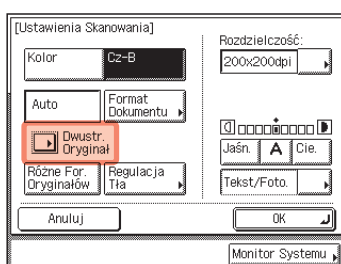 [Ustawienia Skanowania]
Rozdzielczość:
Kolor
Cz-B
200x200dpi
Auto
Format
Dokumentu
Dwustr.
Oryginał
Jaśn.
A
Cie.
Różne For.
Oryginałów
Regulacja
Tła
Tekst/Foto.
Anuluj
OK
Monitor Systemu